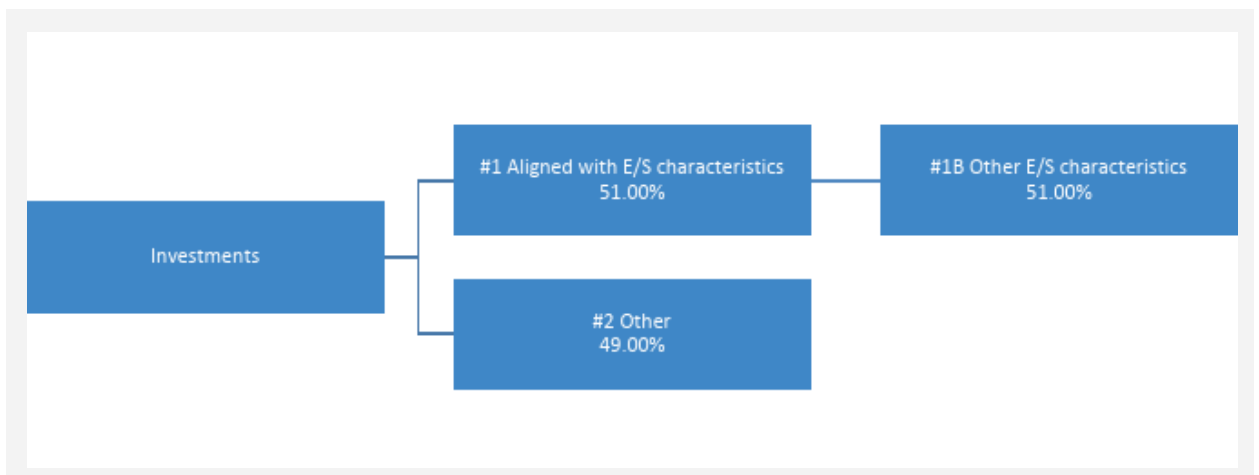 #1 Aligned with E/S characteristics
51.00%
#1B Other E/S characteristics
51.00%
Investments
#2 Other
49.00%